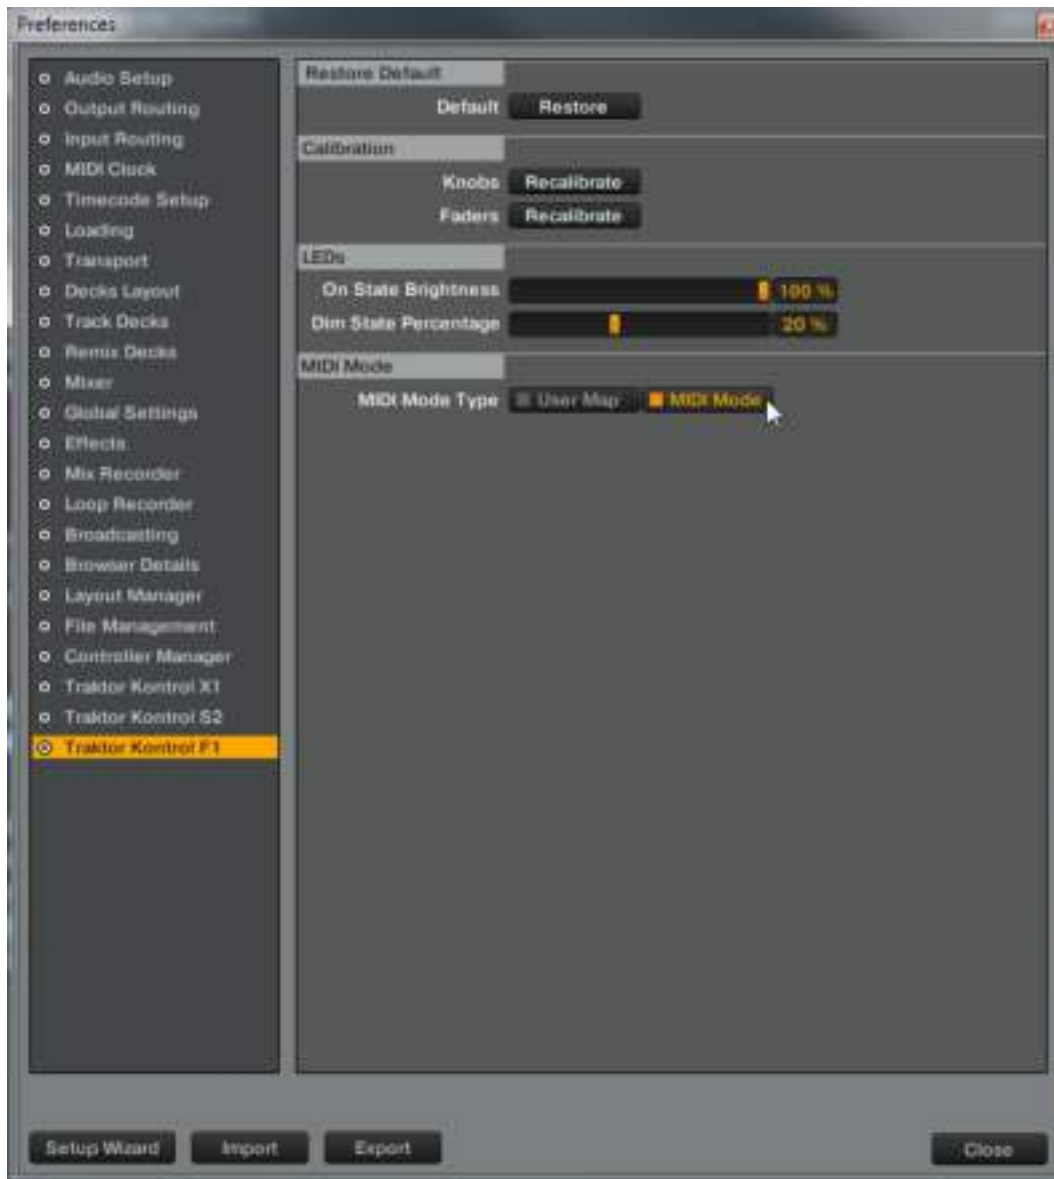 Preferences
Audio Setup
Output Routing
Input Routing
MIDI Clock
Timecode Setup
Loading
Transport
Decks Layout
Track Decks
Remix Decks
Mixer
Global Settings
Effects
Mix Recorder
Loop Recorder
Broadcasting
Browser Details
Layout Manager
File Management
Controller Manager
Traktor Kontrol X1
Traktor Kontrol S2
Traktor Kontrol F1
Restore Default
Default Restore
Calibration
Knobs Recalibrate
Faders Recalibrate
LEDs
On State Brightness 100 %
Dim State Percentage 20 %
MIDI Mode
MIDI Mode Type User Map MIDI Mode
Setup Wizard Import Export Close